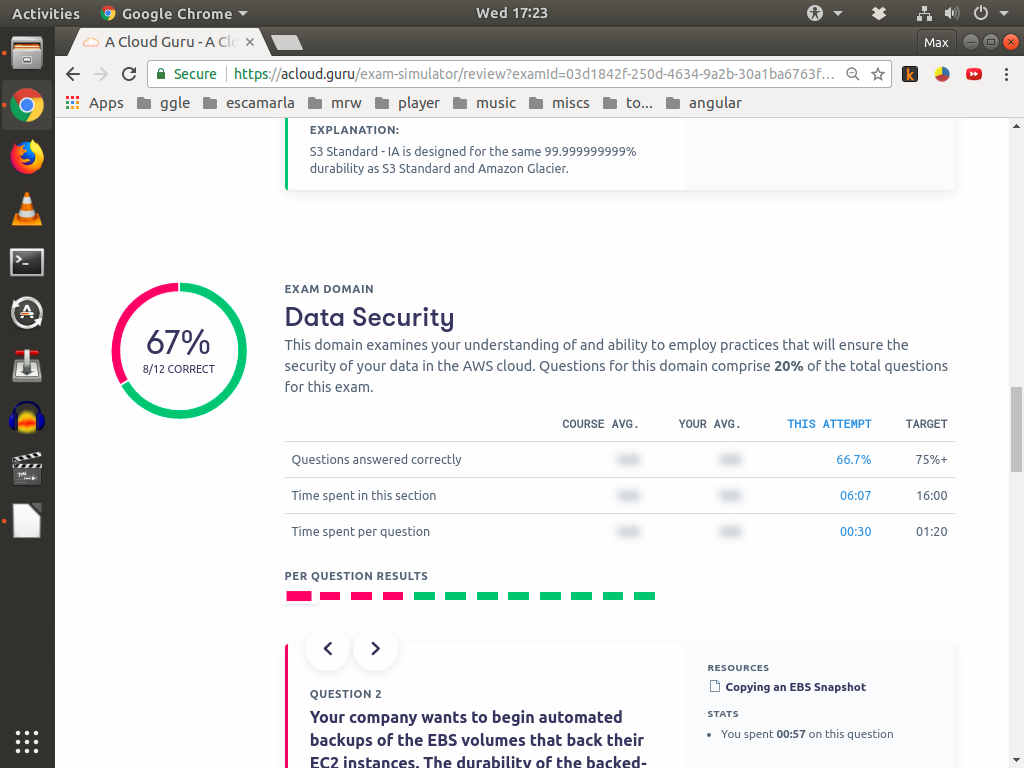 Activities Google Chrome Wed 17:23
A Cloud Guru - A Clo Max
Secure https://acloud.guru/exam-simulator/review?examId=03d1842f-250d-4634-9a2b-30a1ba6763f...
Apps ggle escamarla mrw player music miscs to... angular
EXPLANATION:
S3 Standard - IA is designed for the same 99.999999999%
durability as S3 Standard and Amazon Glacier.
67%
8/12 CORRECT
EXAM DOMAIN
Data Security
This domain examines your understanding of and ability to employ practices that will ensure the
security of your data in the AWS cloud. Questions for this domain comprise 20% of the total questions
for this exam.
COURSE AVG. YOUR AVG. THIS ATTEMPT TARGET
Questions answered correctly 66.7% 75%+
Time spent in this section 06:07 16:00
Time spent per question 00:30 01:20
PER QUESTION RESULTS
QUESTION 2
Your company wants to begin automated
backups of the EBS volumes that back their
EC2 instances. The durability of the backed-
RESOURCES
Copying an EBS Snapshot
STATS
• You spent 00:57 on this question